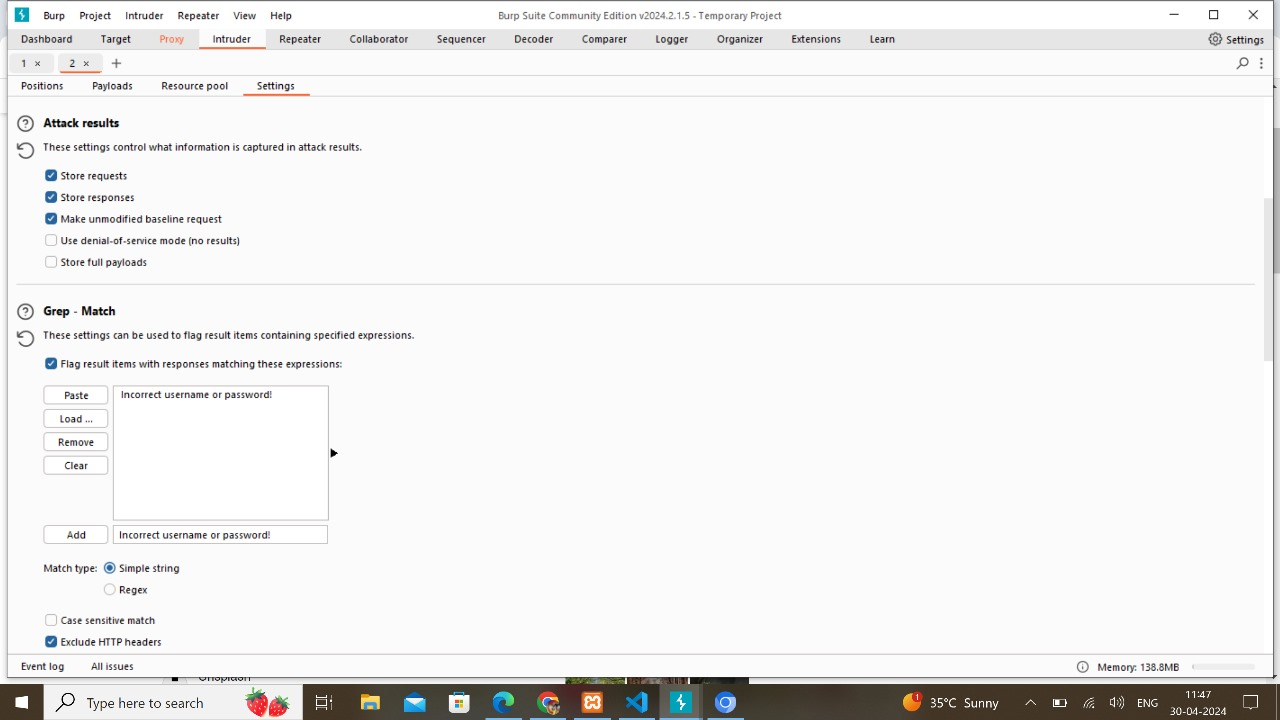 Burp Project Intruder Repeater View Help Burp Suite Community Edition v2024.2.1.5 - Temporary Project
Dashboard Target Proxy Intruder Repeater Collaborator Sequencer Decoder Comparer Logger Organizer Extensions Learn Settings
1 × 2 × +
Positions Payloads Resource pool Settings
Attack results
These settings control what information is captured in attack results.
Store requests
Store responses
Make unmodified baseline request
Use denial-of-service mode (no results)
Store full payloads
Grep - Match
These settings can be used to flag result items containing specified expressions.
Flag result items with responses matching these expressions:
Paste Incorrect username or password!
Load ...
Remove
Clear
Add Incorrect username or password!
Match type: Simple string
Regex
Case sensitive match
Exclude HTTP headers
Event log All issues Memory: 138.8MB
Unsplash
Type here to search 1 35°C Sunny ENG 11:47
30-04-2024